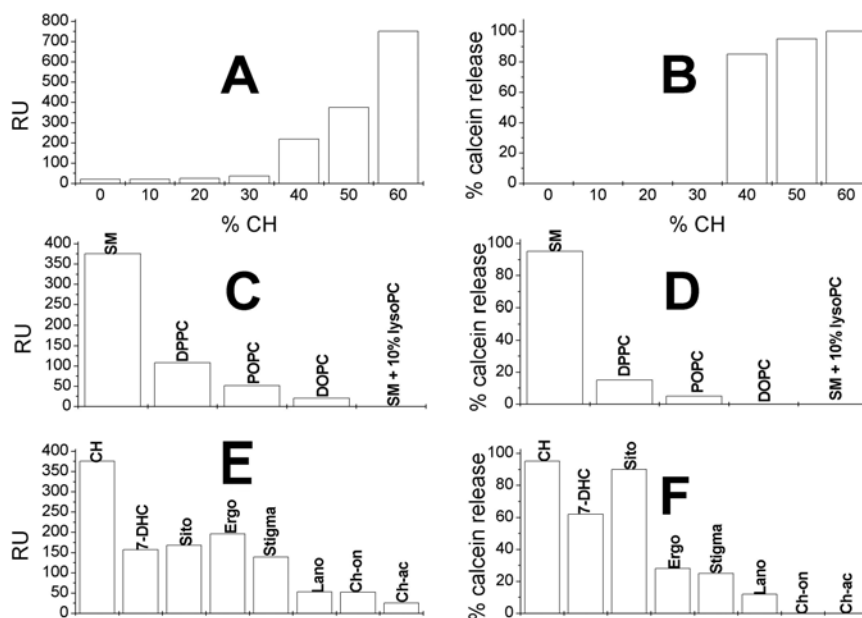 A
RU
800
700
600
500
400
300
200
100
0
0 10 20 30 40 50 60
% CH
B
% calcein release
100
80
60
40
20
0
0 10 20 30 40 50 60
% CH
C
RU
400
350
300
250
200
150
100
50
0
SM
DPPC
POPC
DOPC
SM + 10% lysoPC
D
% calcein release
100
80
60
40
20
0
SM
DPPC
POPC
DOPC
SM + 10% lysoPC
E
RU
400
350
300
250
200
150
100
50
0
CH
7-DHC
Sito
Ergo
Stigma
Lano
Ch-on
Ch-ac
F
% calcein release
100
80
60
40
20
0
CH
7-DHC
Sito
Ergo
Stigma
Lano
Ch-on
Ch-ac